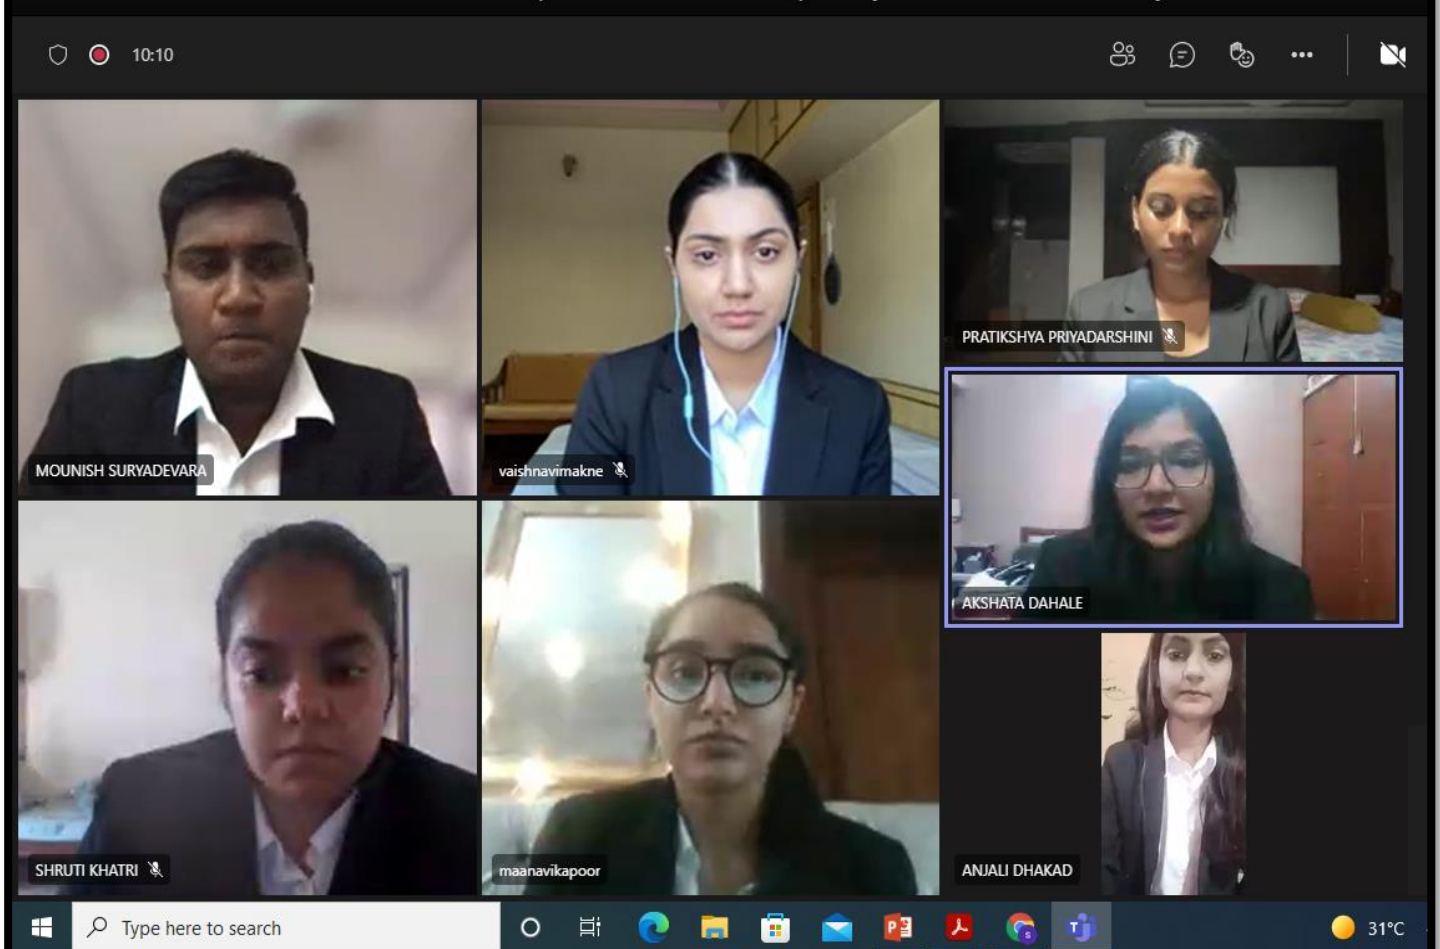 10:10
MOUNISH SURYADEVARA
vaishnavimakne
PRATIKSHYA PRIYADARSHINI
AKSHATA DAHALE
SHRUTI KHATRI
maanavikapoor
ANJALI DHAKAD
Type here to search
31°C